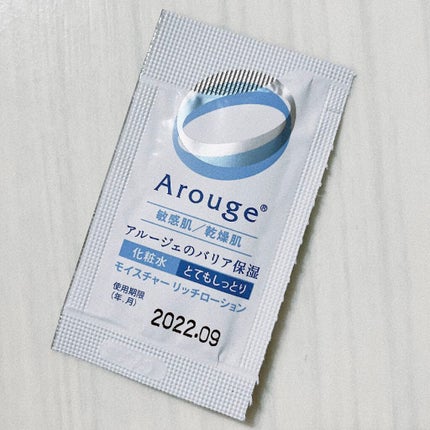 Arouge®
敏感肌/乾燥肌
アルージェのバリア保湿
化粧水 とてもしっとり
モイスチャー リッチローション
使用期限
(年.月)
2022.09